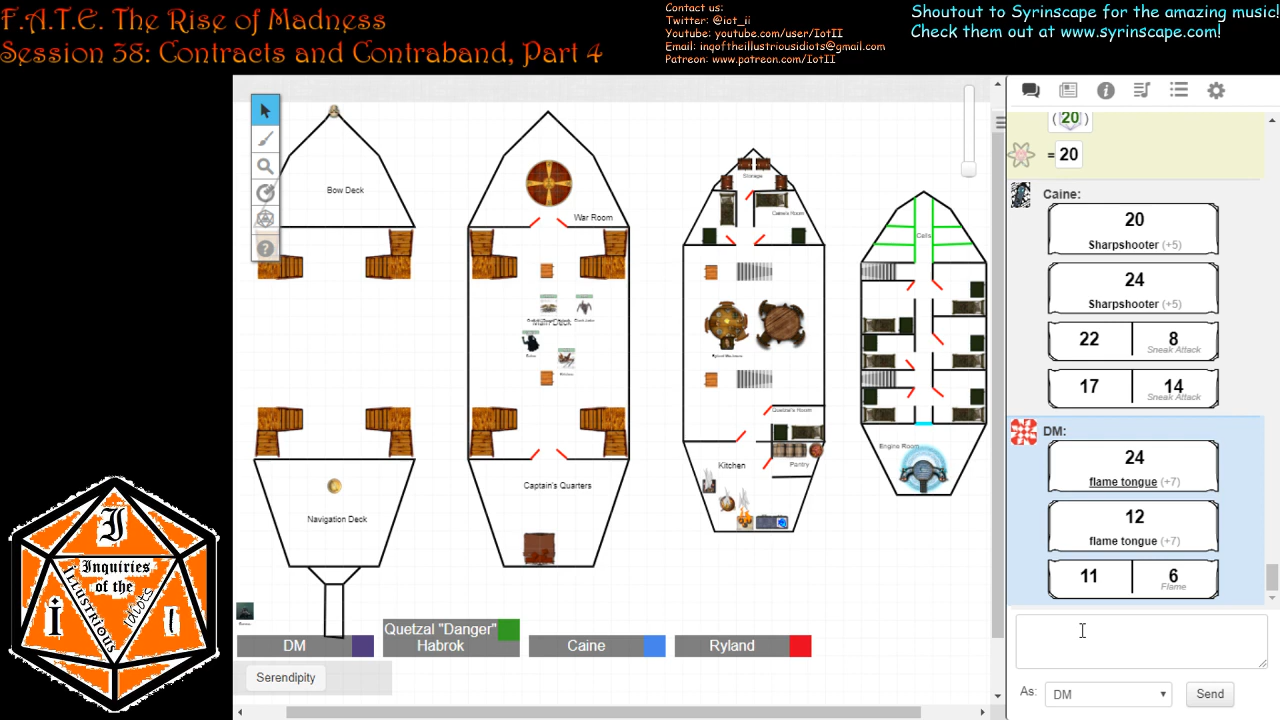 F.A.T.E. The Rise of Madness
Session 38: Contracts and Contraband, Part 4
Contact us:
Twitter: @iot_ii
Youtube: youtube.com/user/IotII
Email: inqoftheillustriousidiots@gmail.com
Patreon: www.patreon.com/IotII
Shoutout to Syrinscape for the amazing music!
Check them out at www.syrinscape.com!
Bow Deck
War Room
Storage
Caine's Room
Cells
Main Deck
Quetzal's Room
Captain's Quarters
Kitchen
Pantry
Engine Room
Navigation Deck
DM
Quetzal "Danger"
Habrok
Caine
Ryland
Serendipity
(20)
= 20
Caine:
20
Sharpshooter (+5)
24
Sharpshooter (+5)
22 8
Sneak Attack
17 14
Sneak Attack
DM:
24
flame tongue (+7)
12
flame tongue (+7)
11 6
Flame
As: DM Send
I
Inquiries
of the
iLLUSTRiOUS
idiots
i
I